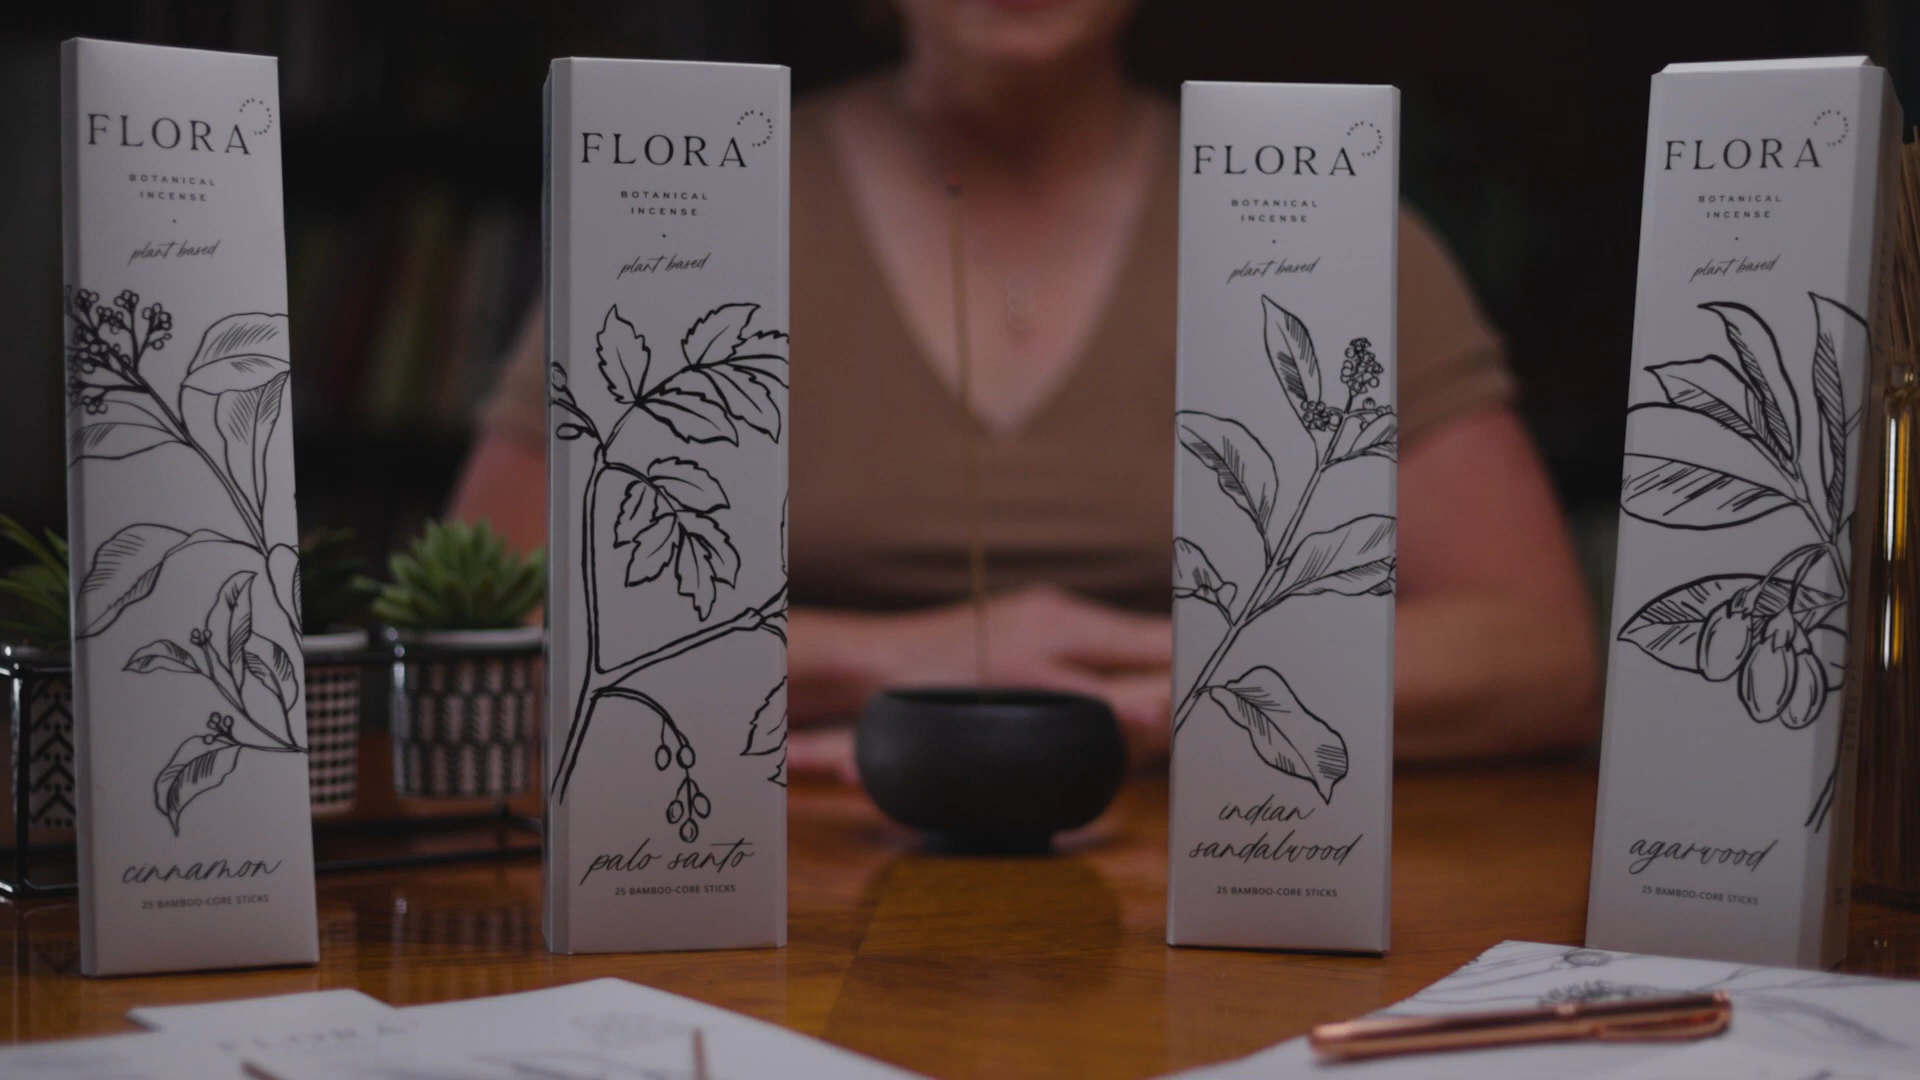 FLORA
BOTANICAL
INCENSE
plant based
cinnamon
25 BAMBOO-CORE STICKS
FLORA
BOTANICAL
INCENSE
plant based
palo santo
25 BAMBOO-CORE STICKS
FLORA
BOTANICAL
INCENSE
plant based
indian
sandalwood
25 BAMBOO-CORE STICKS
FLORA
BOTANICAL
INCENSE
plant based
agarwood
25 BAMBOO-CORE STICKS
FLORA